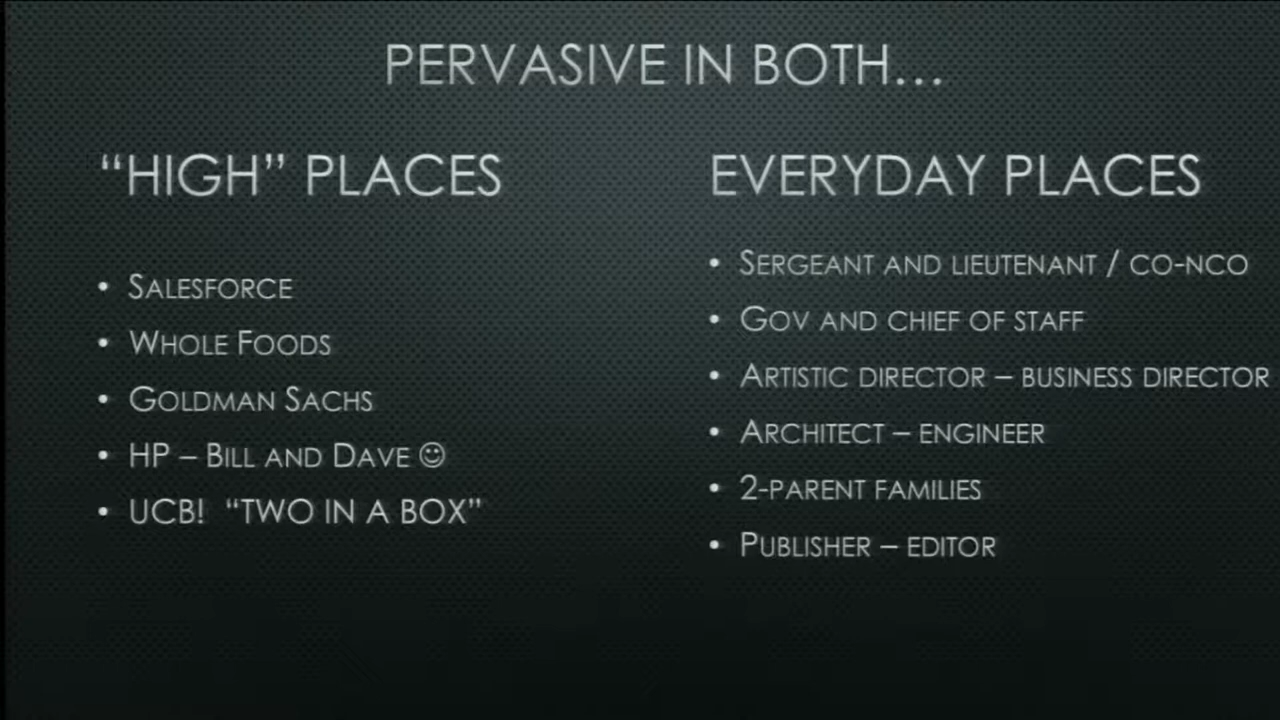 PERVASIVE IN BOTH...
“HIGH” PLACES
• SALESFORCE
• WHOLE FOODS
• GOLDMAN SACHS
• HP – BILL AND DAVE ☺
• UCB! “TWO IN A BOX”
EVERYDAY PLACES
• SERGEANT AND LIEUTENANT / CO-NCO
• GOV AND CHIEF OF STAFF
• ARTISTIC DIRECTOR – BUSINESS DIRECTOR
• ARCHITECT – ENGINEER
• 2-PARENT FAMILIES
• PUBLISHER – EDITOR